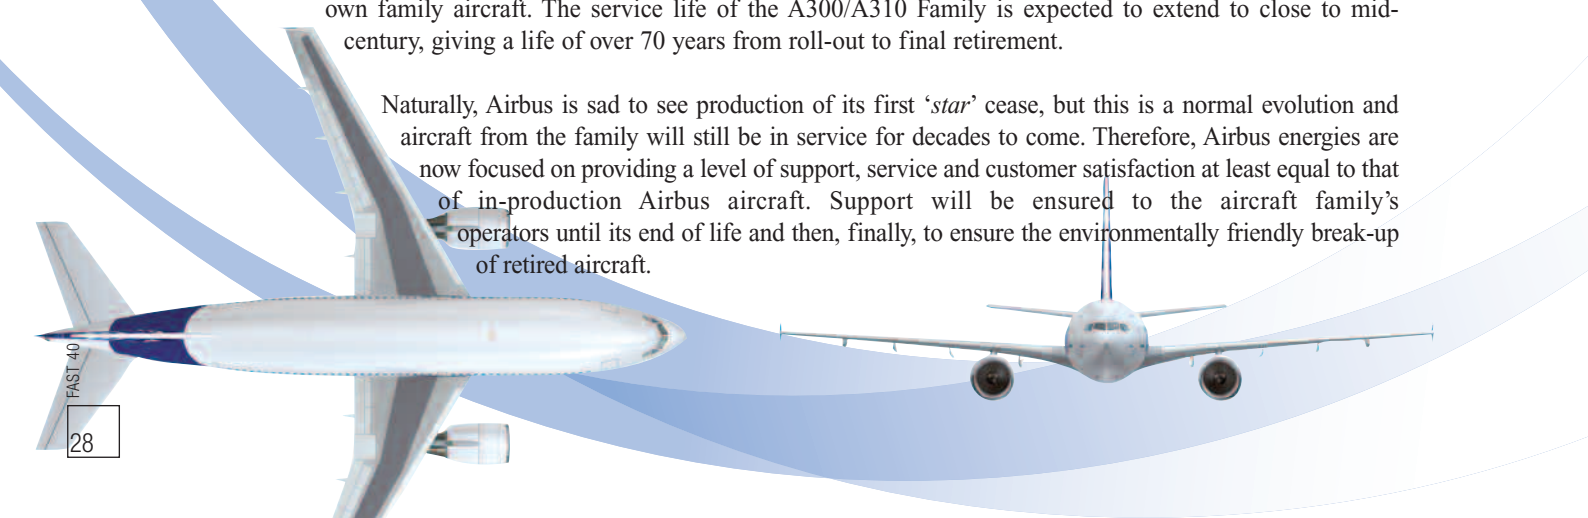 own family aircraft. The service life of the A300/A310 Family is expected to extend to close to mid-
century, giving a life of over 70 years from roll-out to final retirement.
Naturally, Airbus is sad to see production of its first ‘star’ cease, but this is a normal evolution and
aircraft from the family will still be in service for decades to come. Therefore, Airbus energies are
now focused on providing a level of support, service and customer satisfaction at least equal to that
of in-production Airbus aircraft. Support will be ensured to the aircraft family’s
operators until its end of life and then, finally, to ensure the environmentally friendly break-up
of retired aircraft.
FAST 40
28